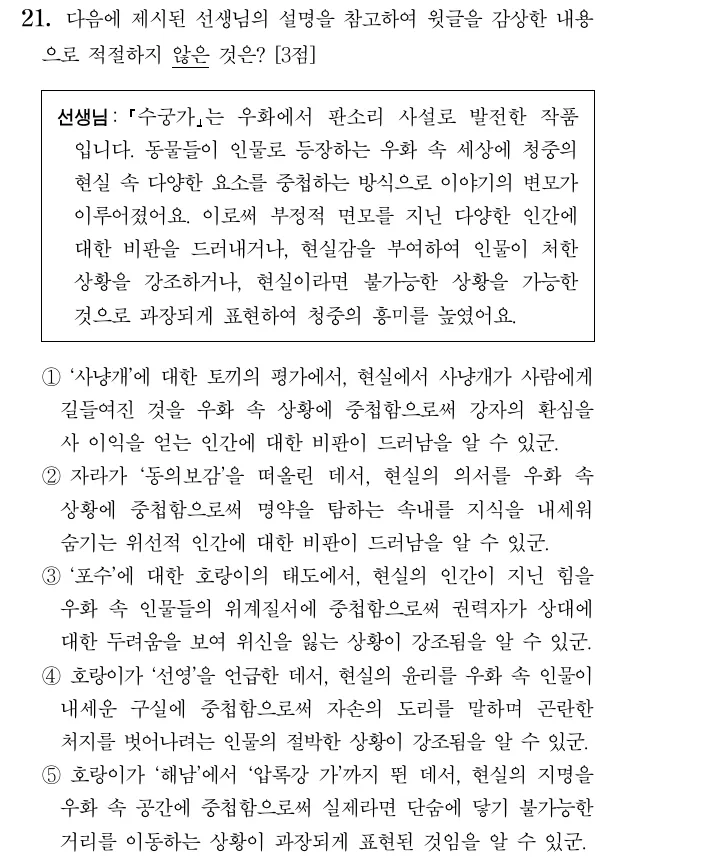 21. 다음에 제시된 선생님의 설명을 참고하여 윗글을 감상한 내용
으로 적절하지 않은 것은? [3점]
선생님 : 『수궁가』는 우화에서 판소리 사설로 발전한 작품
입니다. 동물들이 인물로 등장하는 우화 속 세상에 청중의
현실 속 다양한 요소를 중첩하는 방식으로 이야기의 변모가
이루어졌어요. 이로써 부정적 면모를 지닌 다양한 인간에
대한 비판을 드러내거나, 현실감을 부여하여 인물이 처한
상황을 강조하거나, 현실이라면 불가능한 상황을 가능한
것으로 과장되게 표현하여 청중의 흥미를 높였어요.
① ‘사냥개’에 대한 토끼의 평가에서, 현실에서 사냥개가 사람에게
길들여진 것을 우화 속 상황에 중첩함으로써 강자의 환심을
사 이익을 얻는 인간에 대한 비판이 드러남을 알 수 있군.
② 자라가 ‘동의보감’을 떠올린 데서, 현실의 의서를 우화 속
상황에 중첩함으로써 명약을 탐하는 속내를 지식을 내세워
숨기는 위선적 인간에 대한 비판이 드러남을 알 수 있군.
③ ‘포수’에 대한 호랑이의 태도에서, 현실의 인간이 지닌 힘을
우화 속 인물들의 위계질서에 중첩함으로써 권력자가 상대에
대한 두려움을 보여 위신을 잃는 상황이 강조됨을 알 수 있군.
④ 호랑이가 ‘선영’을 언급한 데서, 현실의 윤리를 우화 속 인물이
내세운 구실에 중첩함으로써 자손의 도리를 말하며 곤란한
처지를 벗어나려는 인물의 절박한 상황이 강조됨을 알 수 있군.
⑤ 호랑이가 ‘해남’에서 ‘압록강 가’까지 뛴 데서, 현실의 지명을
우화 속 공간에 중첩함으로써 실제라면 단숨에 닿기 불가능한
거리를 이동하는 상황이 과장되게 표현된 것임을 알 수 있군.